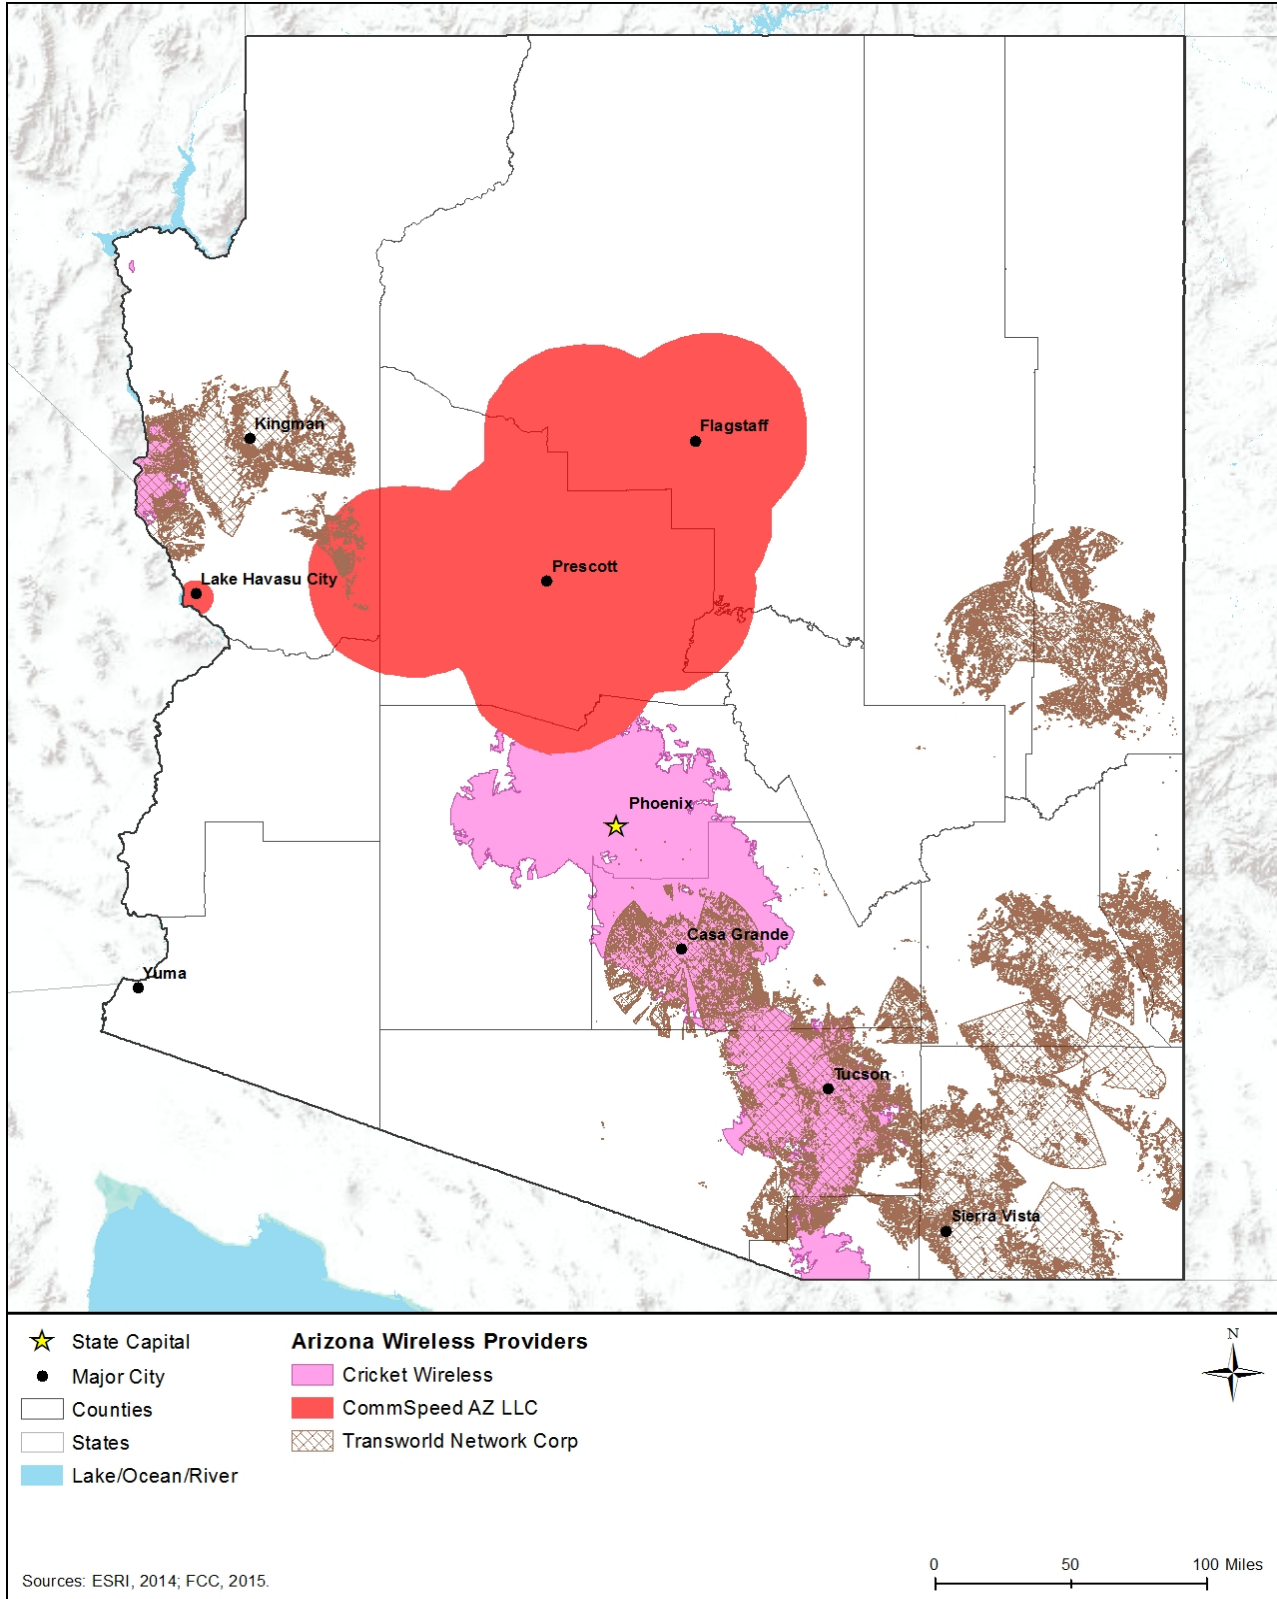 Kingman
Flagstaff
Prescott
Lake Havasu City
Phoenix
Casa Grande
Yuma
Tucson
Sierra Vista
State Capital
Major City
Counties
States
Lake/Ocean/River
Arizona Wireless Providers
Cricket Wireless
CommSpeed AZ LLC
Transworld Network Corp
N
0 50 100 Miles
Sources: ESRI, 2014; FCC, 2015.